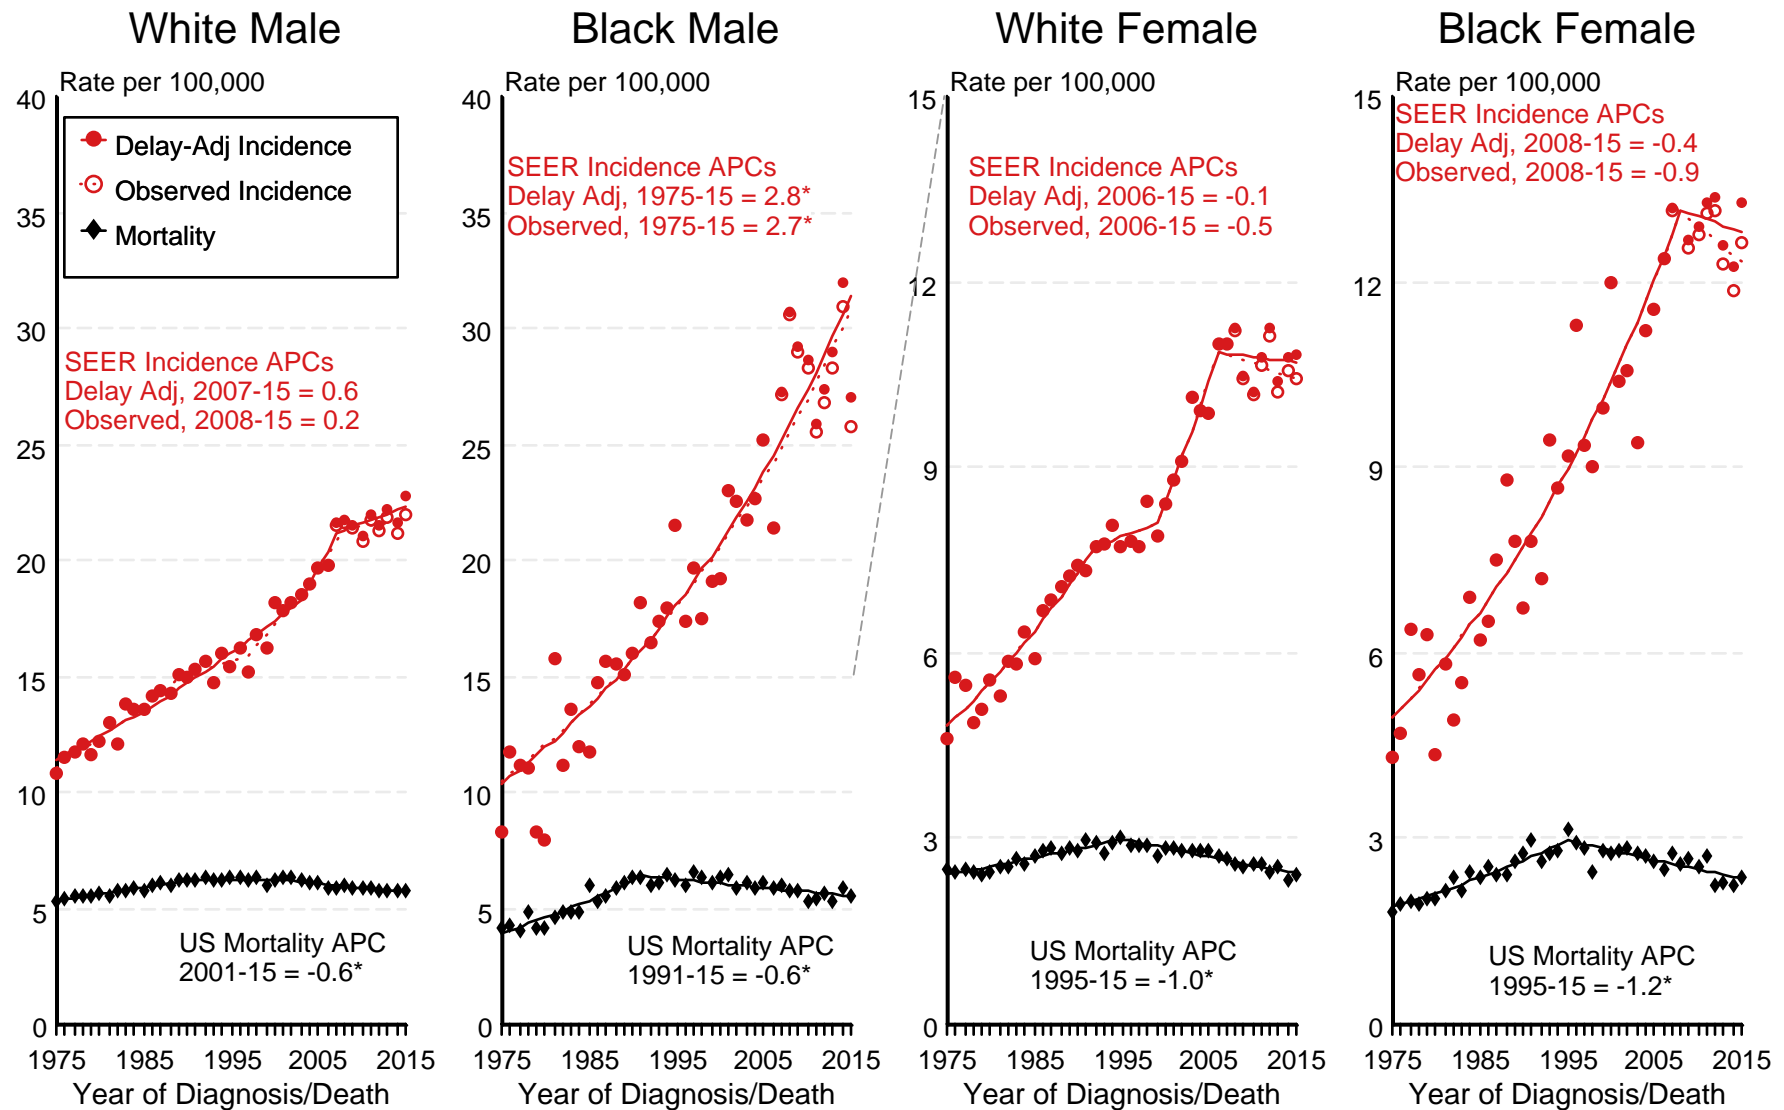 White Male
Rate per 100,000
40
35
30
25
20
15
10
5
0
Delay-Adj Incidence
Observed Incidence
Mortality
SEER Incidence APCs
Delay Adj, 2007-15 = 0.6
Observed, 2008-15 = 0.2
US Mortality APC
2001-15 = -0.6*
1975 1985 1995 2005 2015
Year of Diagnosis/Death
Black Male
Rate per 100,000
40
35
30
25
20
15
10
5
0
SEER Incidence APCs
Delay Adj, 1975-15 = 2.8*
Observed, 1975-15 = 2.7*
US Mortality APC
1991-15 = -0.6*
1975 1985 1995 2005 2015
Year of Diagnosis/Death
White Female
Rate per 100,000
15
12
9
6
3
0
SEER Incidence APCs
Delay Adj, 2006-15 = -0.1
Observed, 2006-15 = -0.5
US Mortality APC
1995-15 = -1.0*
1975 1985 1995 2005 2015
Year of Diagnosis/Death
Black Female
Rate per 100,000
15
12
9
6
3
0
SEER Incidence APCs
Delay Adj, 2008-15 = -0.4
Observed, 2008-15 = -0.9
US Mortality APC
1995-15 = -1.2*
1975 1985 1995 2005 2015
Year of Diagnosis/Death